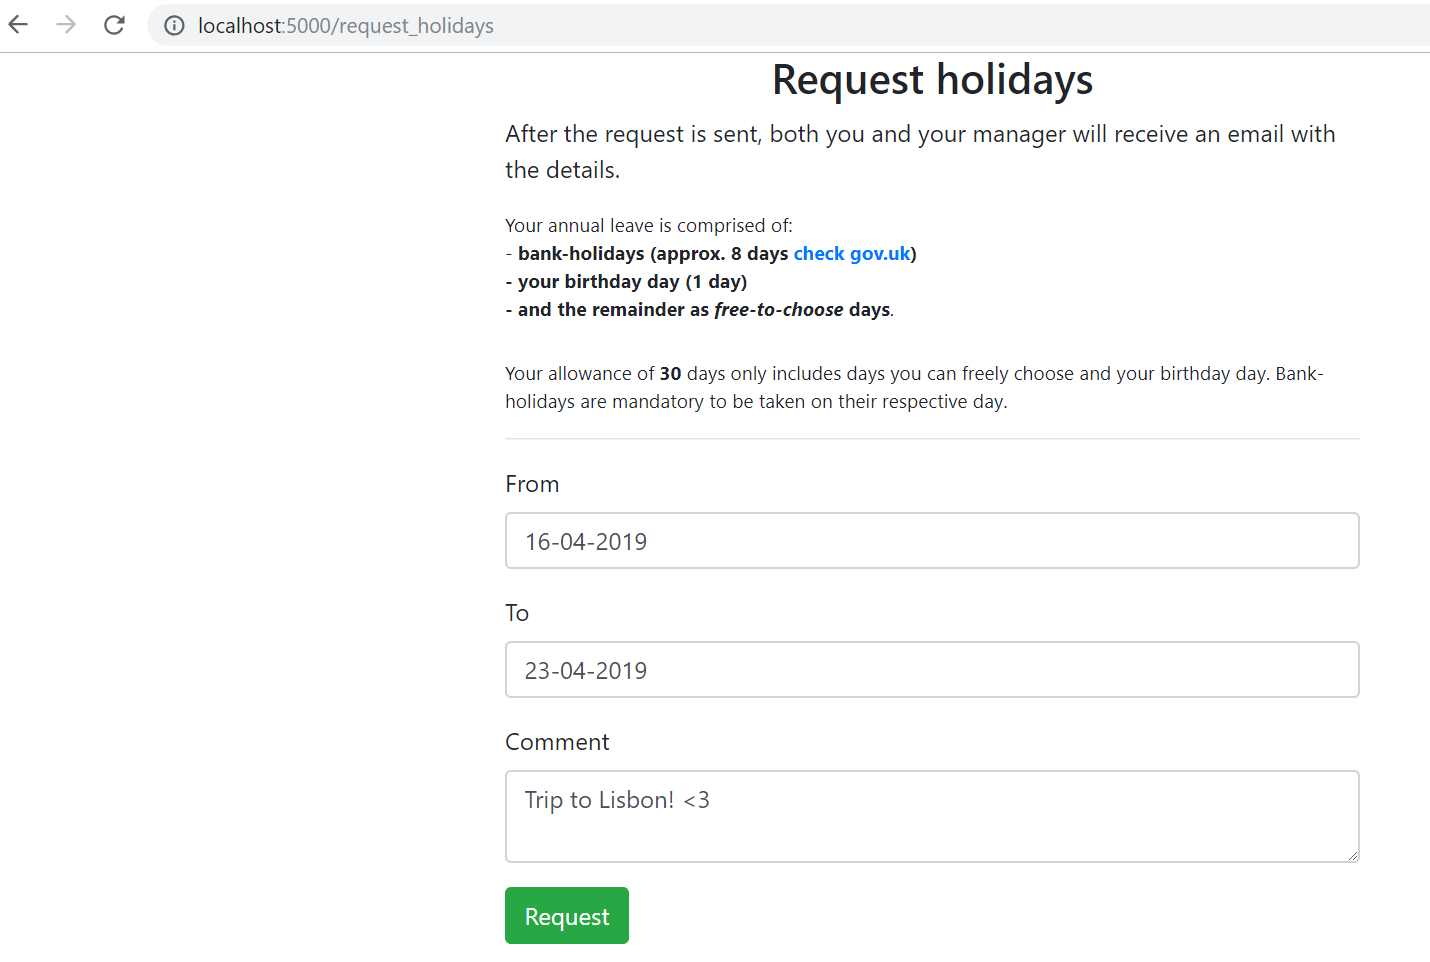 localhost:5000/request_holidays
Request holidays
After the request is sent, both you and your manager will receive an email with
the details.
Your annual leave is comprised of:
- bank-holidays (approx. 8 days check gov.uk)
- your birthday day (1 day)
- and the remainder as free-to-choose days.
Your allowance of 30 days only includes days you can freely choose and your birthday day. Bank-
holidays are mandatory to be taken on their respective day.
From
16-04-2019
To
23-04-2019
Comment
Trip to Lisbon! <3
Request